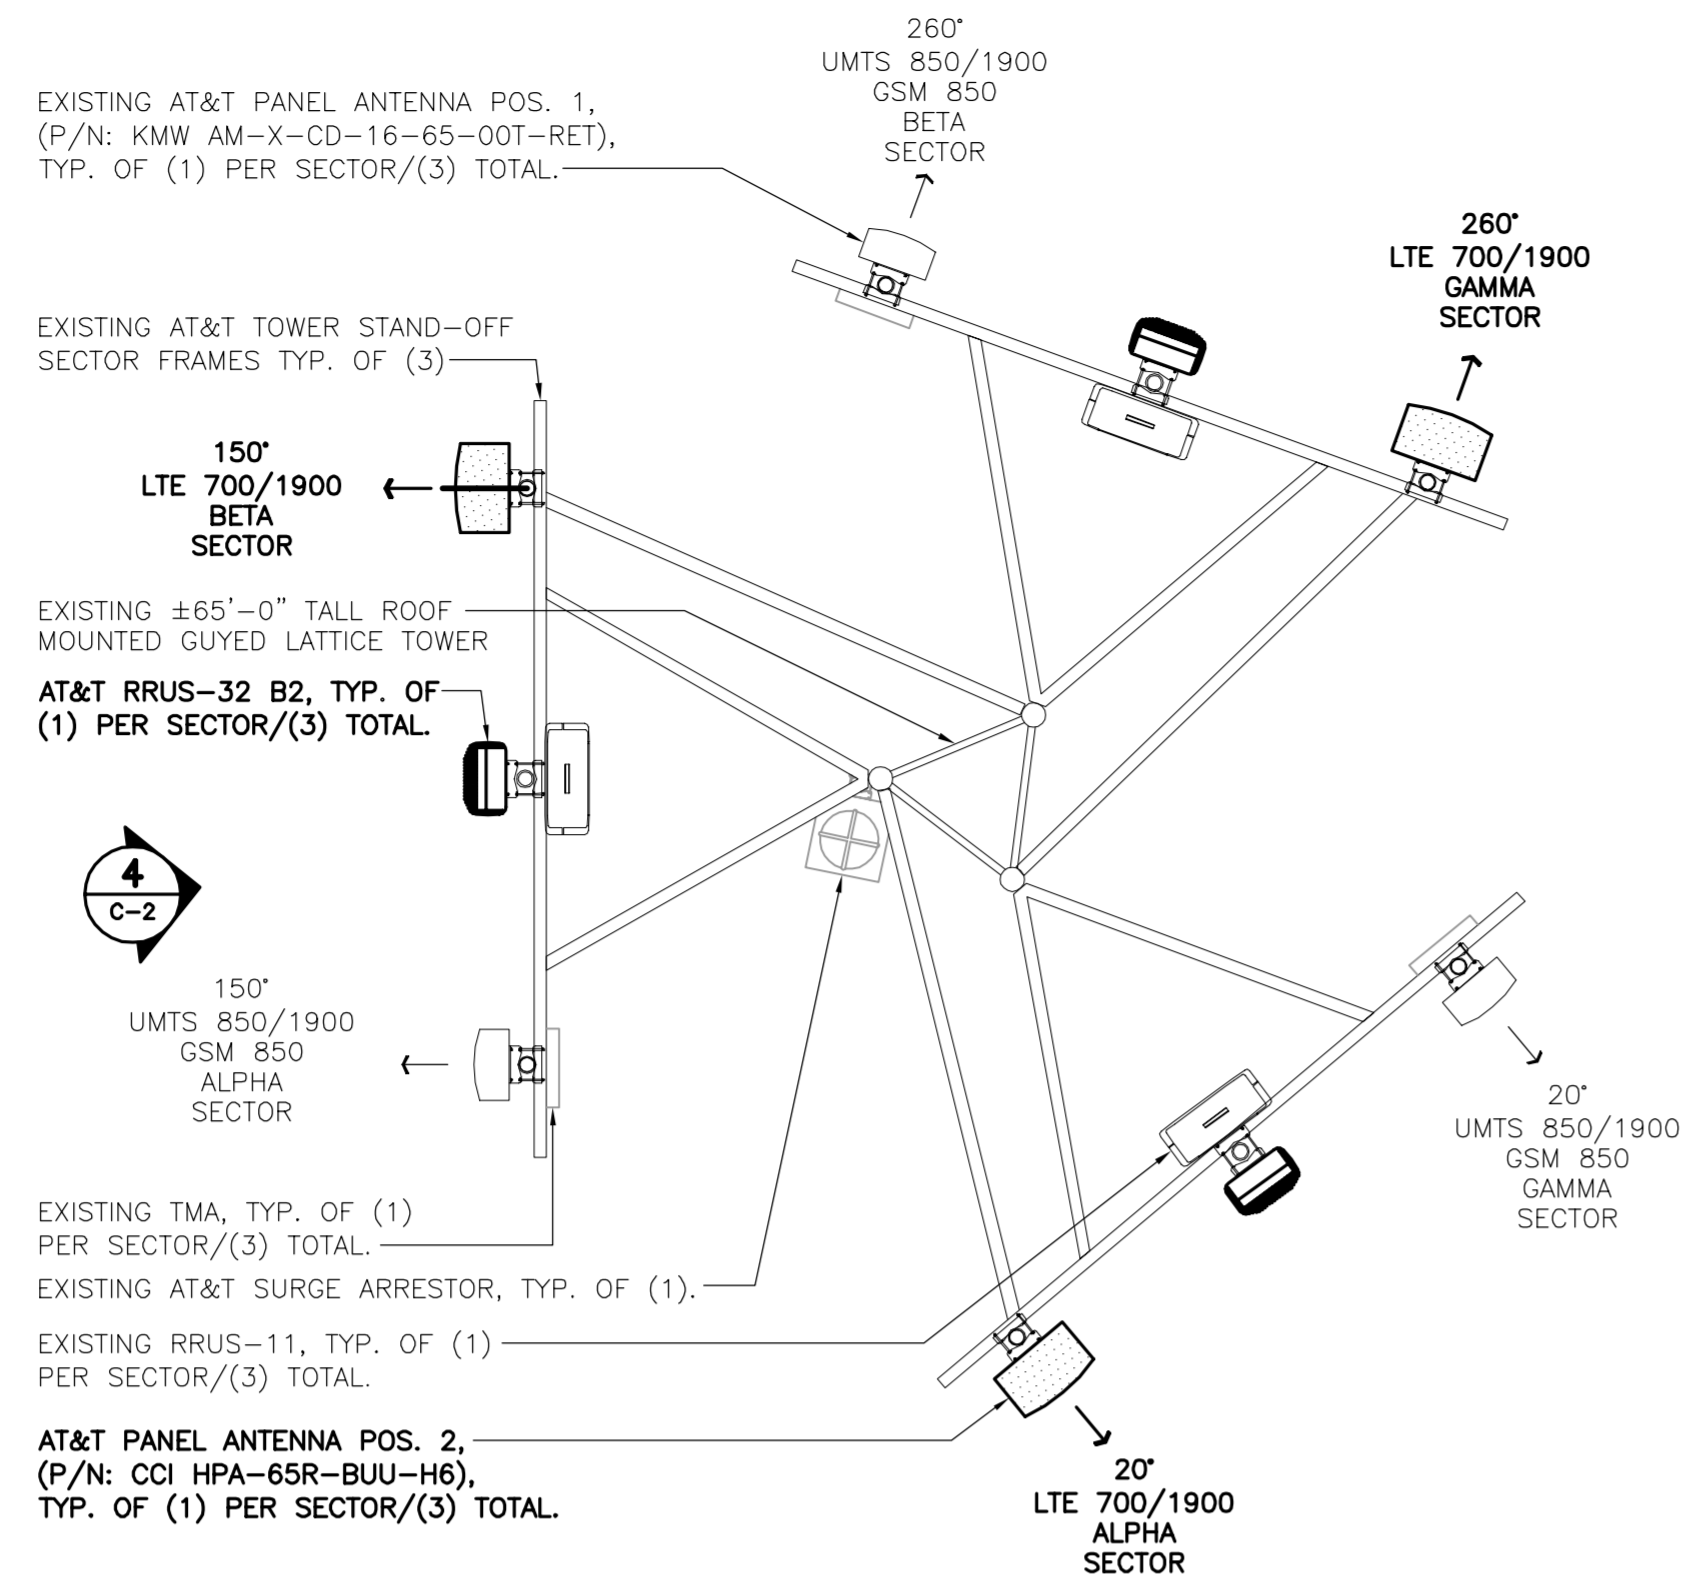 260°
UMTS 850/1900
GSM 850
BETA
SECTOR
EXISTING AT&T PANEL ANTENNA POS. 1,
(P/N: KMW AM-X-CD-16-65-00T-RET),
TYP. OF (1) PER SECTOR/(3) TOTAL.
260°
LTE 700/1900
GAMMA
SECTOR
EXISTING AT&T TOWER STAND-OFF
SECTOR FRAMES TYP. OF (3)
150°
LTE 700/1900
BETA
SECTOR
EXISTING ±65'-0" TALL ROOF
MOUNTED GUYED LATTICE TOWER
AT&T RRUS-32 B2, TYP. OF
(1) PER SECTOR/(3) TOTAL.
4
C-2
150°
UMTS 850/1900
GSM 850
ALPHA
SECTOR
20°
UMTS 850/1900
GSM 850
GAMMA
SECTOR
EXISTING TMA, TYP. OF (1)
PER SECTOR/(3) TOTAL.
EXISTING AT&T SURGE ARRESTOR, TYP. OF (1).
EXISTING RRUS-11, TYP. OF (1)
PER SECTOR/(3) TOTAL.
AT&T PANEL ANTENNA POS. 2,
(P/N: CCI HPA-65R-BUU-H6),
TYP. OF (1) PER SECTOR/(3) TOTAL.
20°
LTE 700/1900
ALPHA
SECTOR